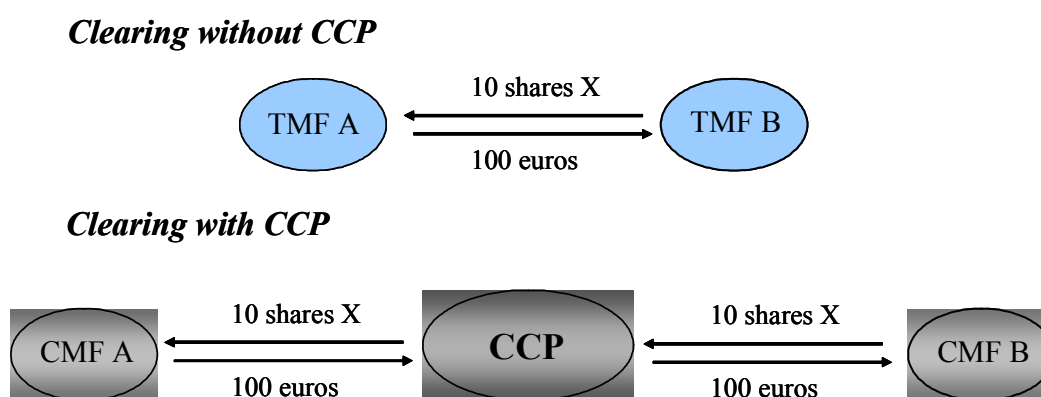 Clearing without CCP
10 shares X
TMF A
TMF B
100 euros
Clearing with CCP
10 shares X
10 shares X
CMF A
CCP
CMF B
100 euros
100 euros